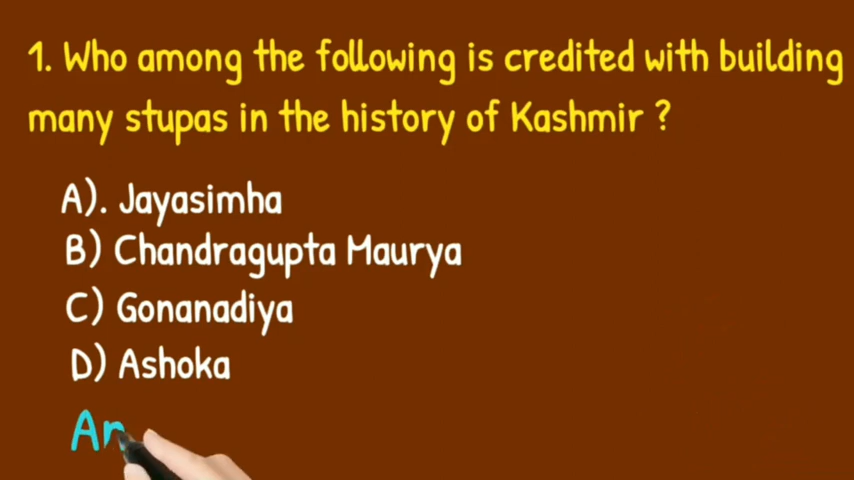 1. Who among the following is credited with building
many stupas in the history of Kashmir ?
A). Jayasimha
B) Chandragupta Maurya
C) Gonanadiya
D) Ashoka
An